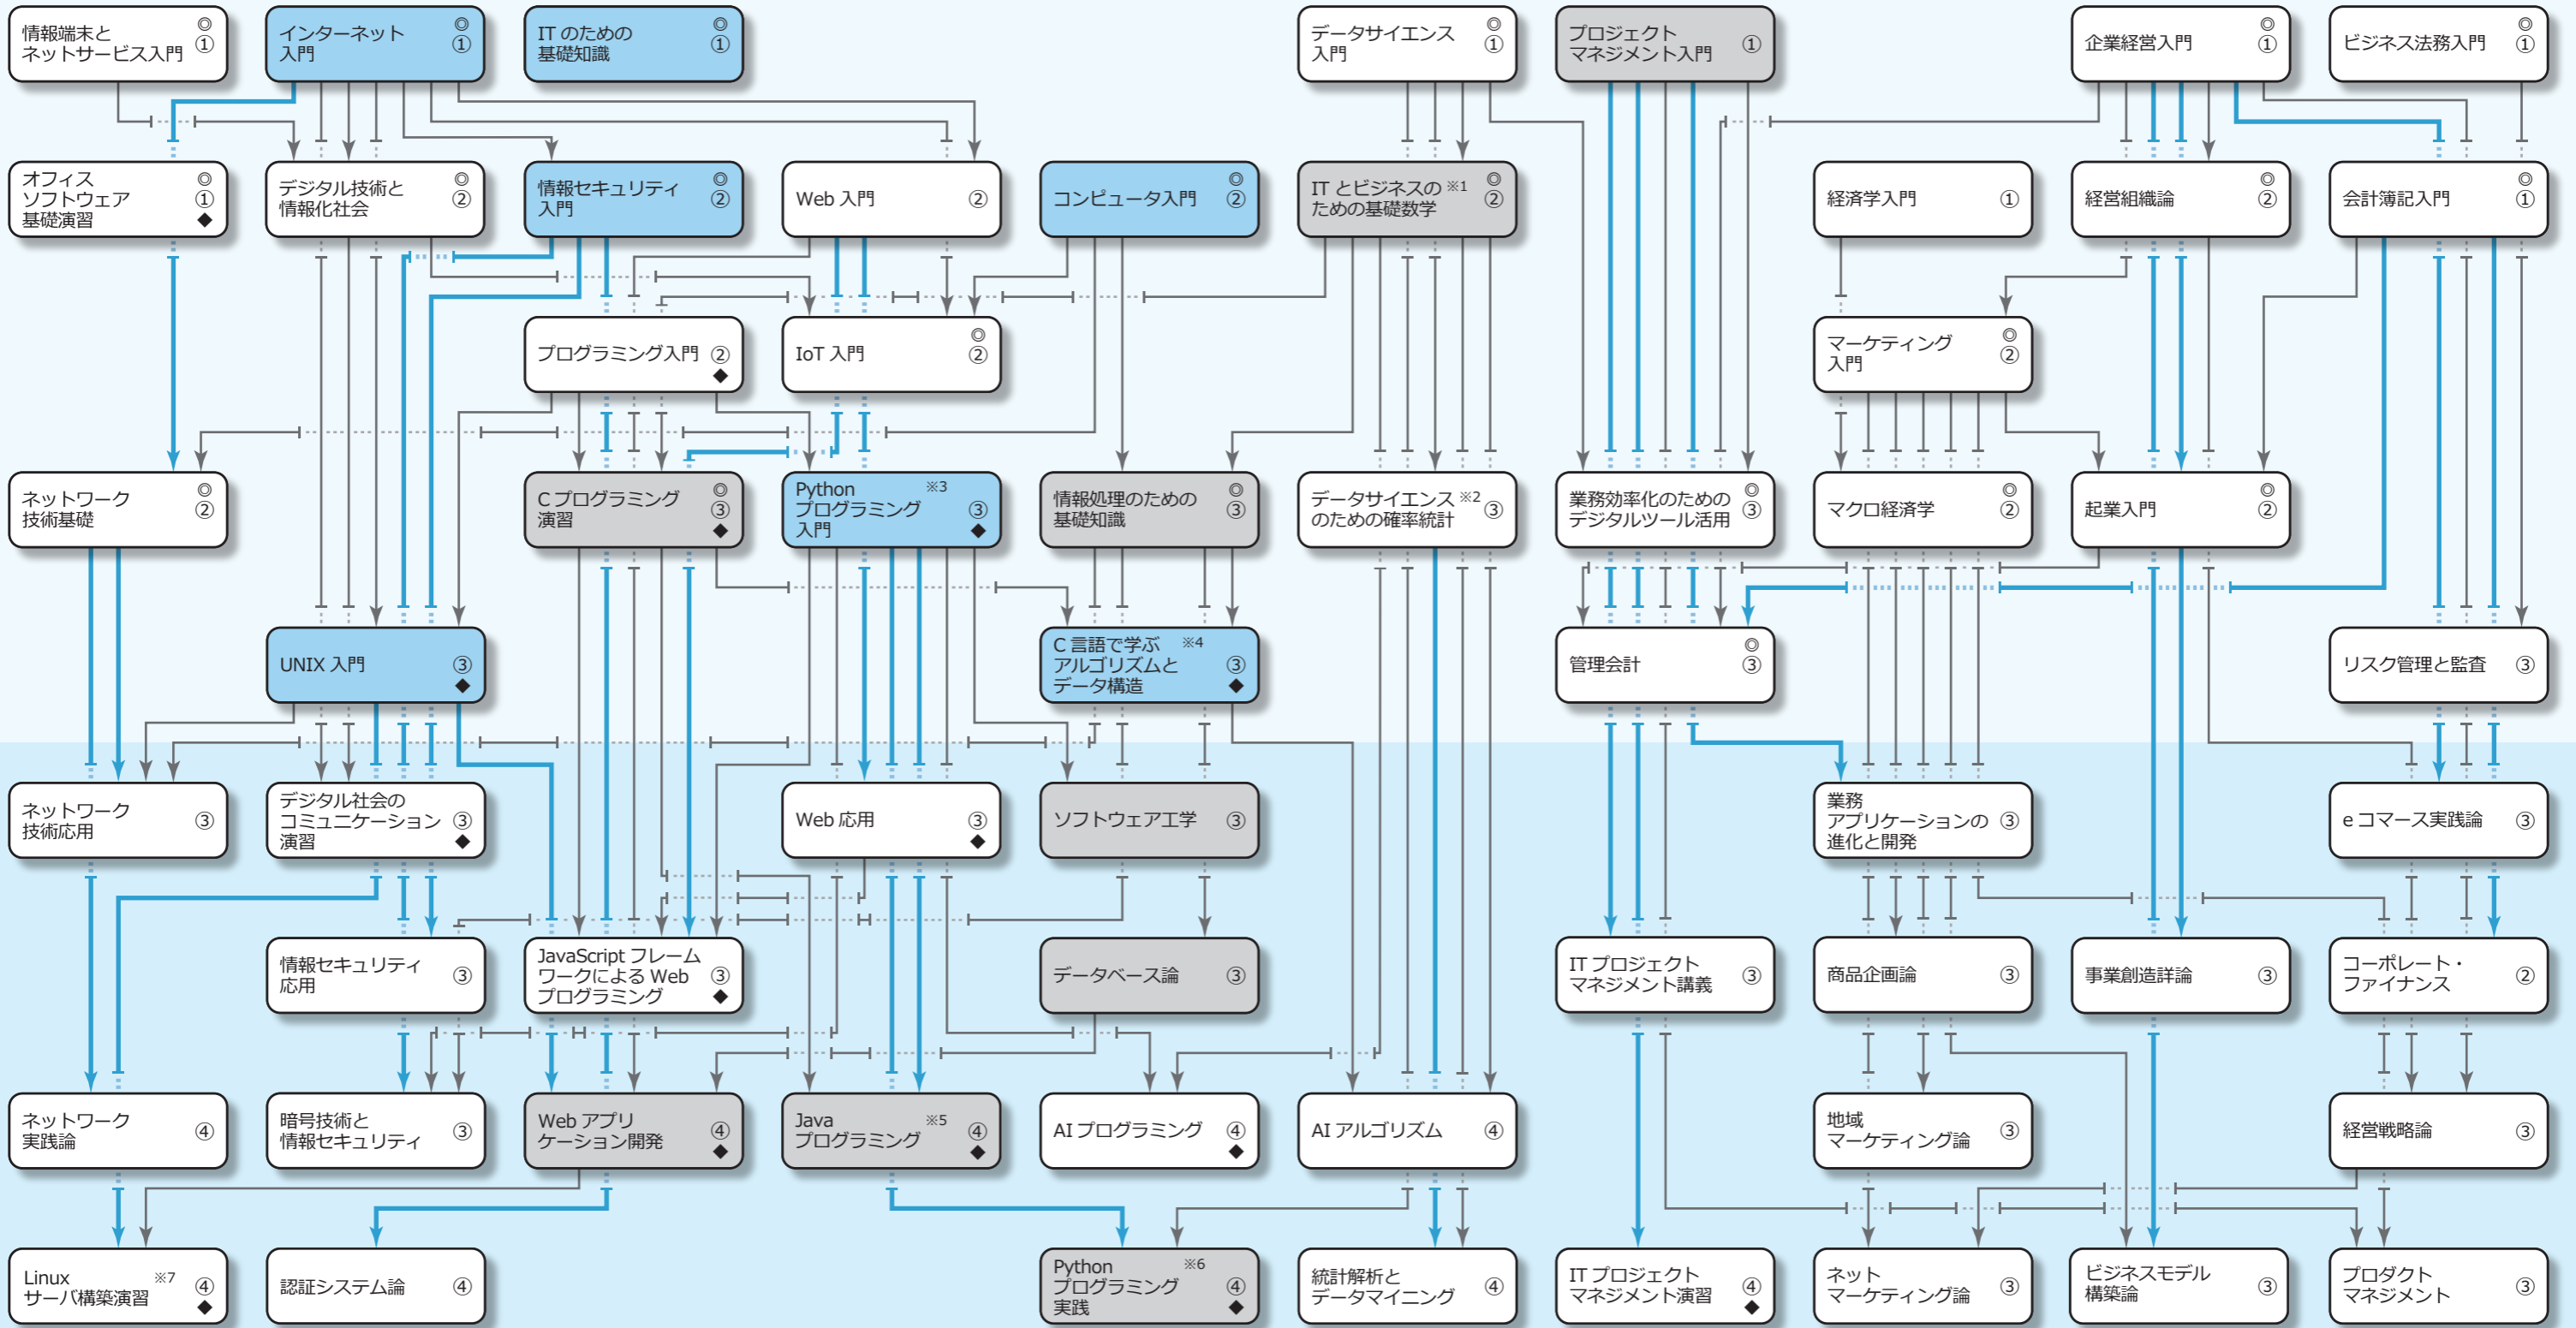 情報端末と
ネットサービス入門
◎
①
インターネット
入門
◎
①
IT のための
基礎知識
◎
①
データサイエンス
入門
◎
①
プロジェクト
マネジメント入門
①
企業経営入門
◎
①
ビジネス法務入門
◎
①
オフィス
ソフトウェア
基礎演習
◎
①
◆
デジタル技術と
情報化社会
◎
②
情報セキュリティ
入門
◎
②
Web 入門
②
コンピュータ入門
◎
②
IT とビジネスの ※1
ための基礎数学
◎
②
経済学入門
①
経営組織論
◎
②
会計簿記入門
◎
①
プログラミング入門
②
◆
IoT 入門
◎
②
マーケティング
入門
◎
②
ネットワーク
技術基礎
◎
②
C プログラミング
演習
◎
③
◆
Python ※3
プログラミング
入門
③
◆
情報処理のための
基礎知識
◎
③
データサイエンス ※2
のための確率統計
③
業務効率化のための
デジタルツール活用
◎
③
マクロ経済学
◎
②
起業入門
◎
②
UNIX 入門
③
◆
C 言語で学ぶ ※4
アルゴリズムと
データ構造
③
◆
管理会計
◎
③
リスク管理と監査
③
ネットワーク
技術応用
③
デジタル社会の
コミュニケーション
演習
③
◆
Web 応用
③
◆
ソフトウェア工学
③
業務
アプリケーションの
進化と開発
③
e コマース実践論
③
情報セキュリティ
応用
③
JavaScript フレーム
ワークによる Web
プログラミング
③
◆
データベース論
③
IT プロジェクト
マネジメント講義
③
商品企画論
③
事業創造詳論
③
コーポレート・
ファイナンス
②
ネットワーク
実践論
④
暗号技術と
情報セキュリティ
③
Web アプリ
ケーション開発
④
◆
Java ※5
プログラミング
④
◆
AI プログラミング
④
◆
AI アルゴリズム
④
地域
マーケティング論
③
経営戦略論
③
Linux ※7
サーバ構築演習
④
◆
認証システム論
④
Python ※6
プログラミング
実践
④
◆
統計解析と
データマイニング
④
IT プロジェクト
マネジメント演習
④
◆
ネット
マーケティング論
③
ビジネスモデル
構築論
③
プロダクト
マネジメント
③